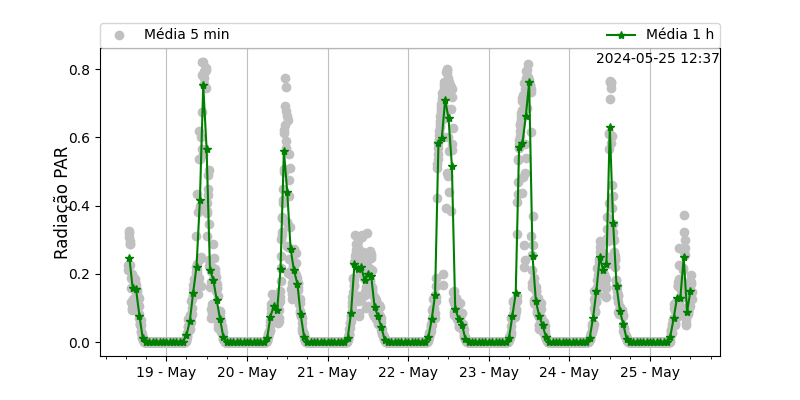 Média 5 min
Média 1 h
2024-05-25 12:37
Radiação PAR
0.8
0.6
0.4
0.2
0.0
19 - May
20 - May
21 - May
22 - May
23 - May
24 - May
25 - May